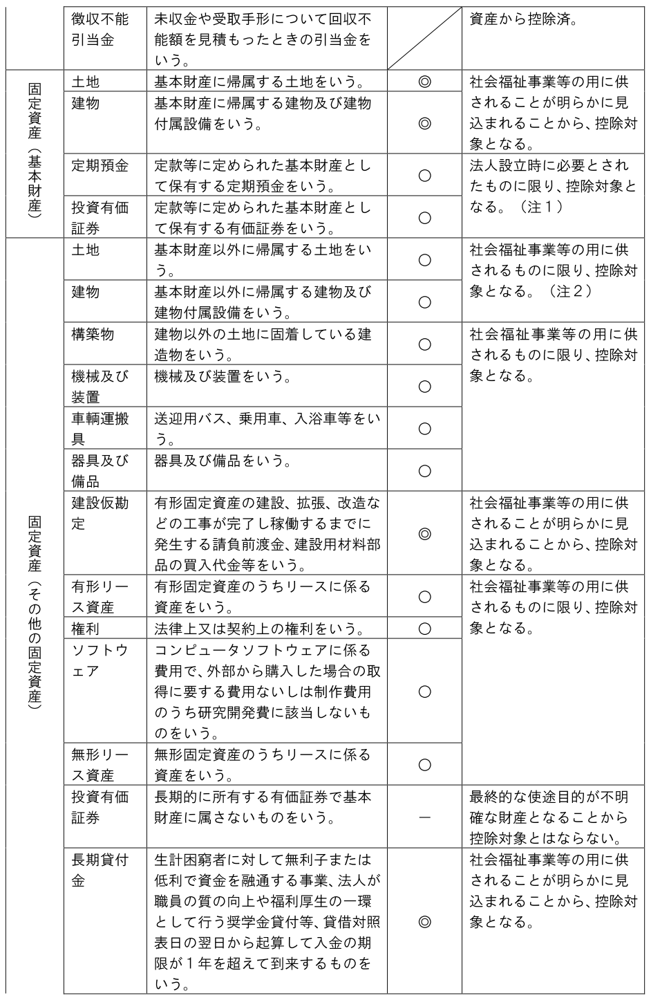 徴収不能
引当金
未収金や受取手形について回収不
能額を見積もったときの引当金を
いう。
資産から控除済。
固定資産（基本財産）
土地
基本財産に帰属する土地をいう。
◎
社会福祉事業等の用に供
されることが明らかに見
込まれることから、控除対
象となる。
建物
基本財産に帰属する建物及び建物
付属設備をいう。
◎
定期預金
定款等に定められた基本財産とし
て保有する定期預金をいう。
○
法人設立時に必要とされ
たものに限り、控除対象と
なる。（注１）
投資有価
証券
定款等に定められた基本財産とし
て保有する有価証券をいう。
○
固定資産（その他の固定資産）
土地
基本財産以外に帰属する土地をい
う。
○
社会福祉事業等の用に供
されるものに限り、控除対
象となる。（注２）
建物
基本財産以外に帰属する建物及び
建物付属設備をいう。
○
構築物
建物以外の土地に固着している建
造物をいう。
○
社会福祉事業等の用に供
されるものに限り、控除対
象となる。
機械及び
装置
機械及び装置をいう。
○
車輌運搬
具
送迎用バス、乗用車、入浴車等をい
う。
○
器具及び
備品
器具及び備品をいう。
○
建設仮勘
定
有形固定資産の建設、拡張、改造な
どの工事が完了し稼働するまでに
発生する請負前渡金、建設用材料部
品の買入代金等をいう。
◎
社会福祉事業等の用に供
されることが明らかに見
込まれることから、控除対
象となる。
有形リー
ス資産
有形固定資産のうちリースに係る
資産をいう。
○
社会福祉事業等の用に供
されるものに限り、控除対
象となる。
権利
法律上又は契約上の権利をいう。
○
ソフトウ
ェア
コンピュータソフトウェアに係る
費用で、外部から購入した場合の取
得に要する費用ないしは制作費用
のうち研究開発費に該当しないも
のをいう。
○
無形リー
ス資産
無形固定資産のうちリースに係る
資産をいう。
○
投資有価
証券
長期的に所有する有価証券で基本
財産に属さないものをいう。
－
最終的な使途目的が不明
確な財産となることから
控除対象とはならない。
長期貸付
金
生計困窮者に対して無利子または
低利で資金を融通する事業、法人が
職員の質の向上や福利厚生の一環
として行う奨学金貸付等、貸借対照
表日の翌日から起算して入金の期
限が１年を超えて到来するものを
いう。
◎
社会福祉事業等の用に供
されることが明らかに見
込まれることから、控除対
象となる。